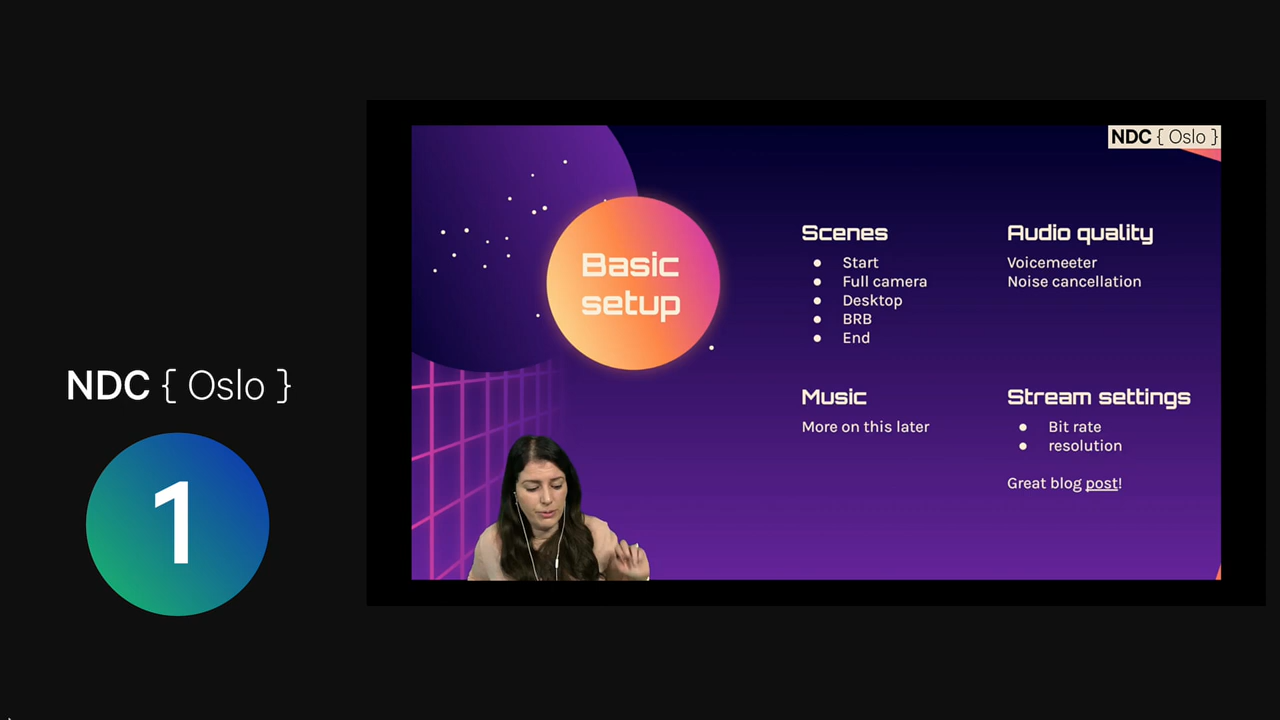 NDC { Oslo }
1
NDC { Oslo }
Basic
setup
Scenes
● Start
● Full camera
● Desktop
● BRB
● End
Audio quality
Voicemeeter
Noise cancellation
Music
More on this later
Stream settings
● Bit rate
● resolution
Great blog post!